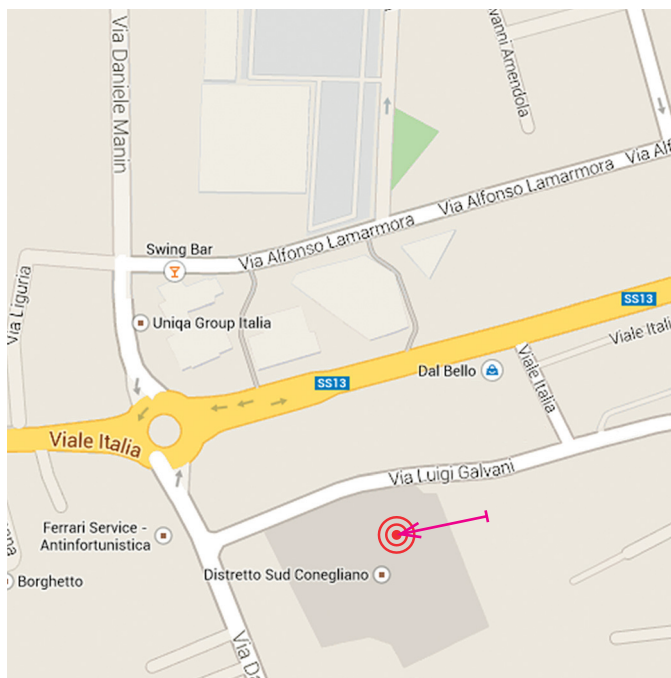 Via Daniele Manin
vanni Amendola
Via Alfonso Lamarmora
Via Alfonso Lamarmora
Via Alf
Swing Bar
Via Liguria
Uniqa Group Italia
SS13
Viale Italia
Dal Bello
SS13
Viale Italia
Viale Italia
Via Luigi Galvani
Ferrari Service -
Antinfortunistica
Distretto Sud Conegliano
Borghetto
Via Da